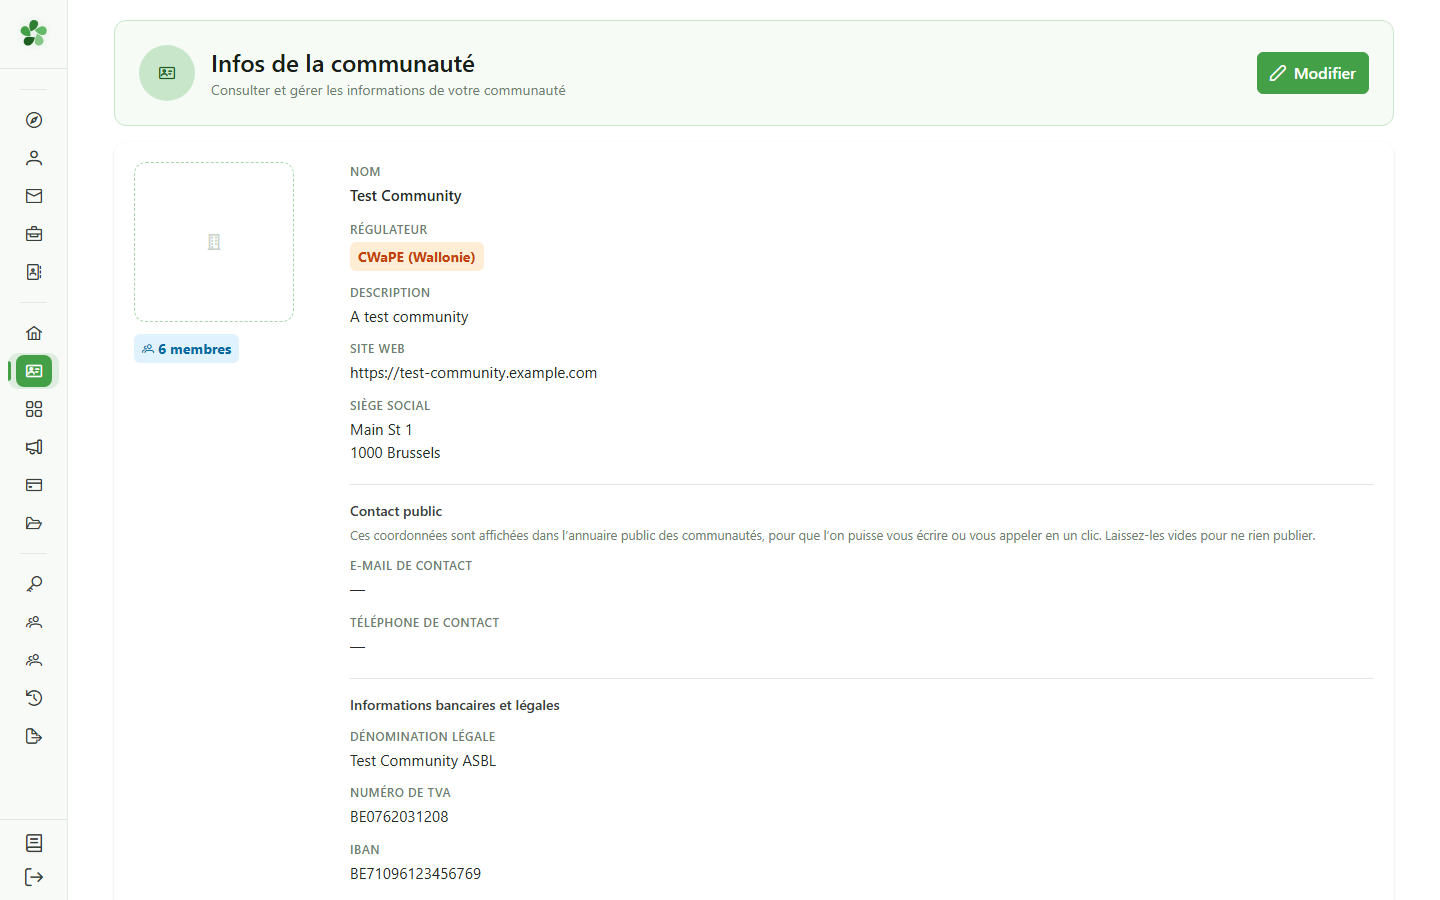 Infos de la communauté
Consulter et gérer les informations de votre communauté
Modifier
6 membres
NOM
Test Community
RÉGULATEUR
CWaPE (Wallonie)
DESCRIPTION
A test community
SITE WEB
https://test-community.example.com
SIÈGE SOCIAL
Main St 1
1000 Brussels
Contact public
Ces coordonnées sont affichées dans l’annuaire public des communautés, pour que l’on puisse vous écrire ou vous appeler en un clic. Laissez-les vides pour ne rien publier.
E-MAIL DE CONTACT
—
TÉLÉPHONE DE CONTACT
—
Informations bancaires et légales
DÉNOMINATION LÉGALE
Test Community ASBL
NUMÉRO DE TVA
BE0762031208
IBAN
BE71096123456769